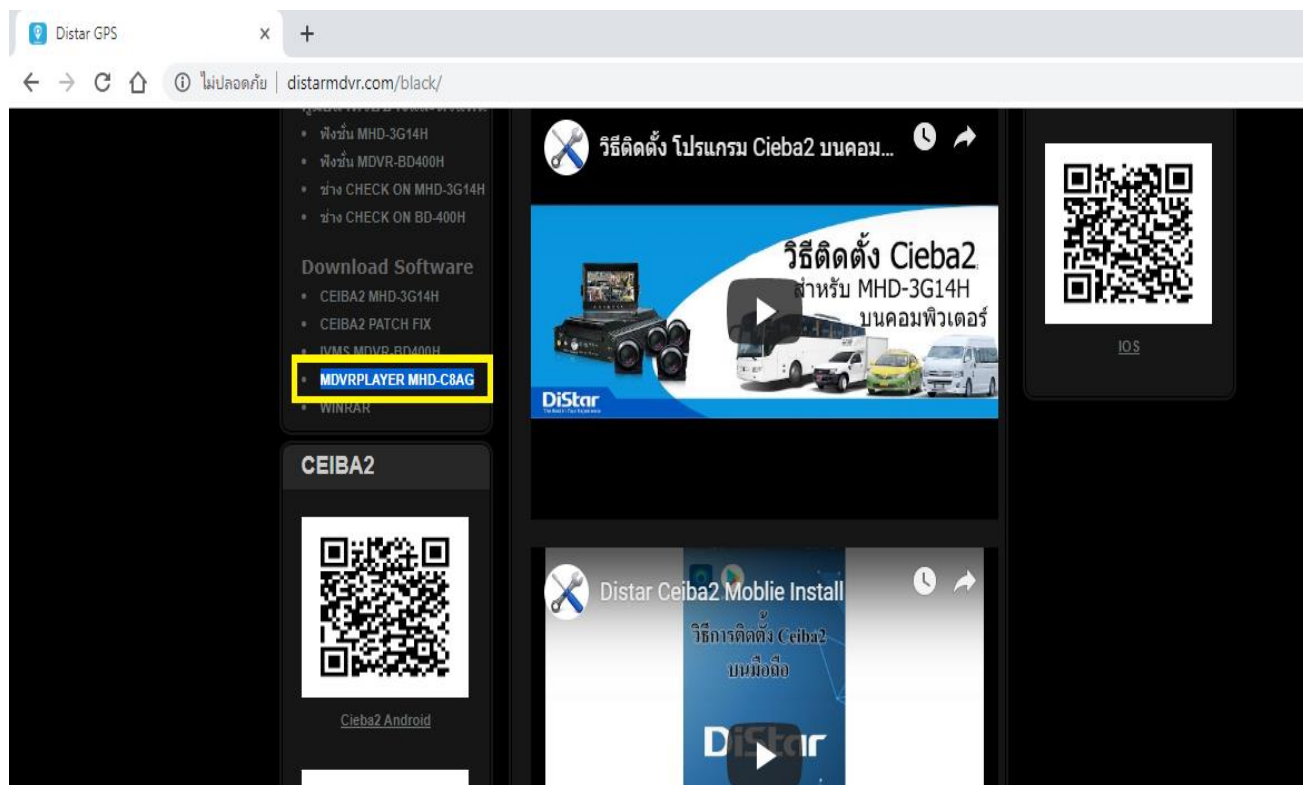 Distar GPS
ไม่ปลอดภัย
distarmdvr.com/black/
ฟังชั่น MHD-3G14H
ฟังชั่น MDVR-BD400H
ช่าง CHECK ON MHD-3G14H
ช่าง CHECK ON BD-400H
Download Software
CEIBA2 MHD-3G14H
CEIBA2 PATCH FIX
IVMS MDVR-BD400H
MDVRPLAYER MHD-C8AG
WINRAR
CEIBA2
Cieba2 Android
วิธีติดตั้ง โปรแกรม Cieba2 บนคอม...
วิธีติดตั้ง Cieba2
สำหรับ MHD-3G14H
บนคอมพิวเตอร์
DiStar
Distar Ceiba2 Moblie Install
วิธีการติดตั้ง Ceiba2
บนมือถือ
DiStar
IOS